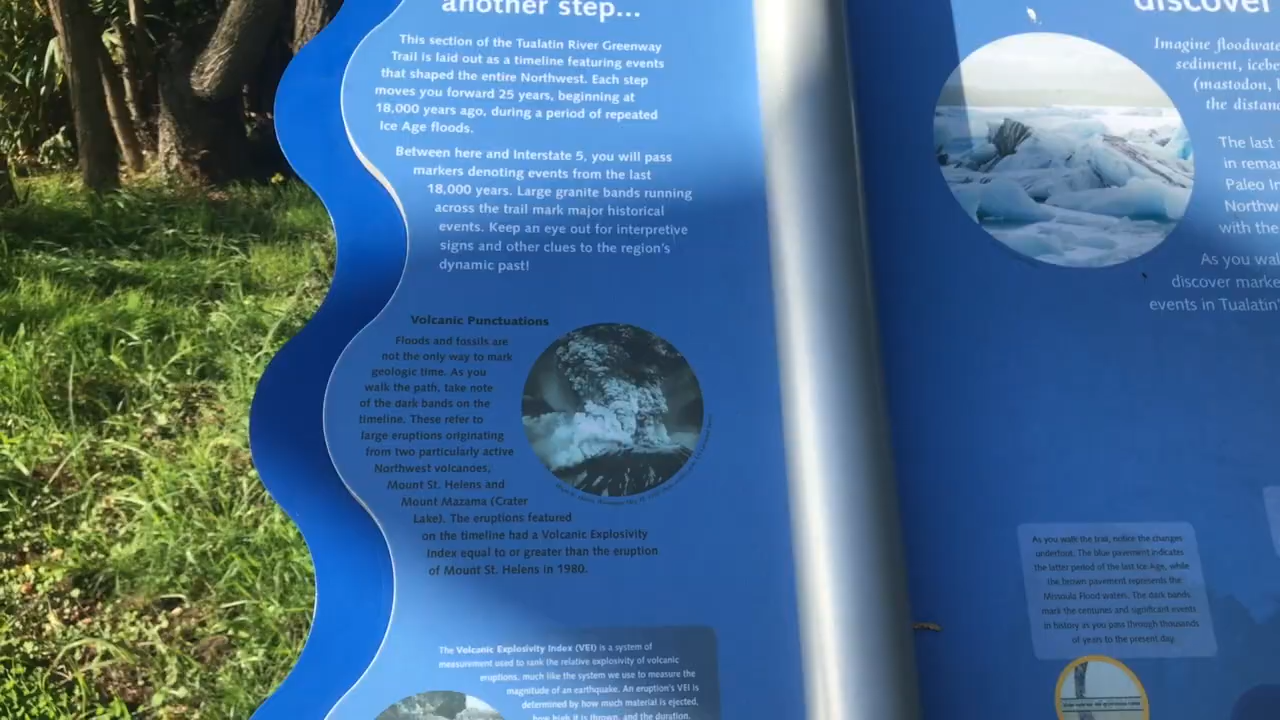 another step...
This section of the Tualatin River Greenway
Trail is laid out as a timeline featuring events
that shaped the entire Northwest. Each step
moves you forward 25 years, beginning at
18,000 years ago, during a period of repeated
Ice Age floods.
Between here and Interstate 5, you will pass
markers denoting events from the last
18,000 years. Large granite bands running
across the trail mark major historical
events. Keep an eye out for interpretive
signs and other clues to the region's
dynamic past!
Volcanic Punctuations
Floods and fossils are
not the only way to mark
geologic time. As you
walk the path, take note
of the dark bands on the
timeline. These refer to
large eruptions originating
from two particularly active
Northwest volcanoes,
Mount St. Helens and
Mount Mazama (Crater
Lake). The eruptions featured
on the timeline had a Volcanic Explosivity
Index equal to or greater than the eruption
of Mount St. Helens in 1980.
The Volcanic Explosivity Index (VEI) is a system of
measurement used to rank the relative explosivity of volcanic
eruptions, much like the system we use to measure the
magnitude of an earthquake. An eruption's VEI is
determined by how much material is ejected,
how high it is thrown, and the duration.
discover
Imagine floodwate
sediment, icebe
(mastodon, 
the distan
The last
in rema
Paleo In
Northw
with the
As you wal
discover marke
events in Tualatin
As you walk the trail, notice the changes
underfoot. The blue pavement indicates
the latter period of the last Ice Age, while
the brown pavement represents the
Missoula Flood waters. The dark bands
mark the centuries and significant events
in history as you pass through thousands
of years to the present day.